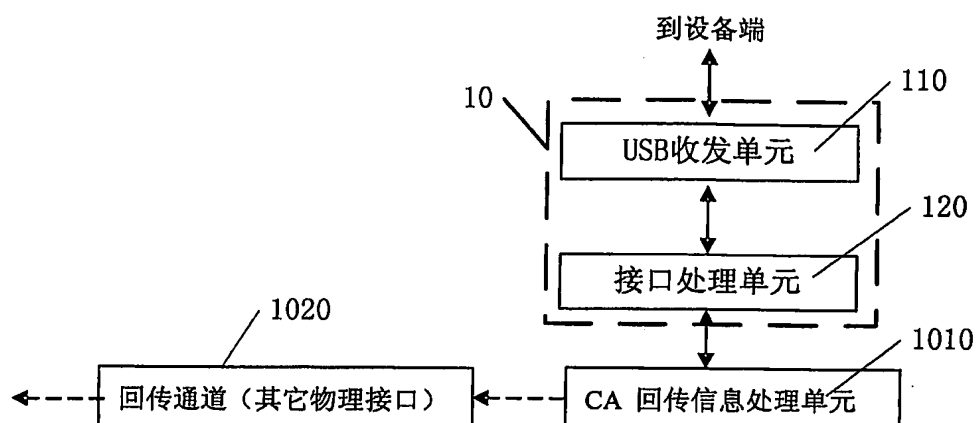 到设备端
10
110
USB收发单元
120
接口处理单元
1020
1010
回传通道（其它物理接口）
CA 回传信息处理单元